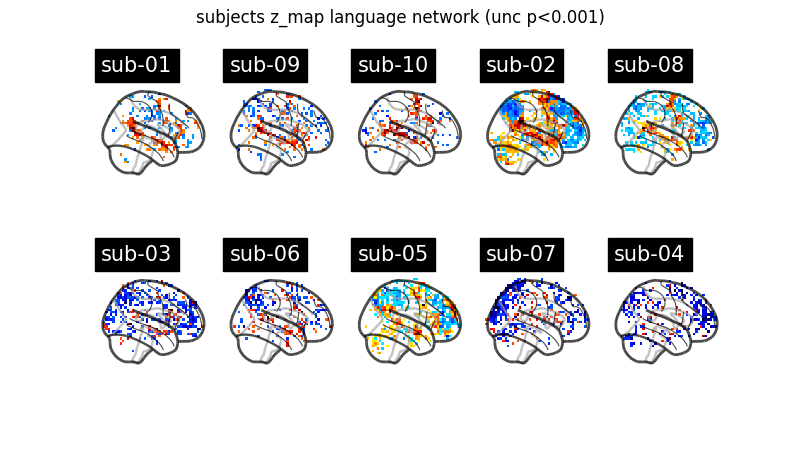 subjects z_map language network (unc p<0.001)
sub-01
sub-09
sub-10
sub-02
sub-08
sub-03
sub-06
sub-05
sub-07
sub-04